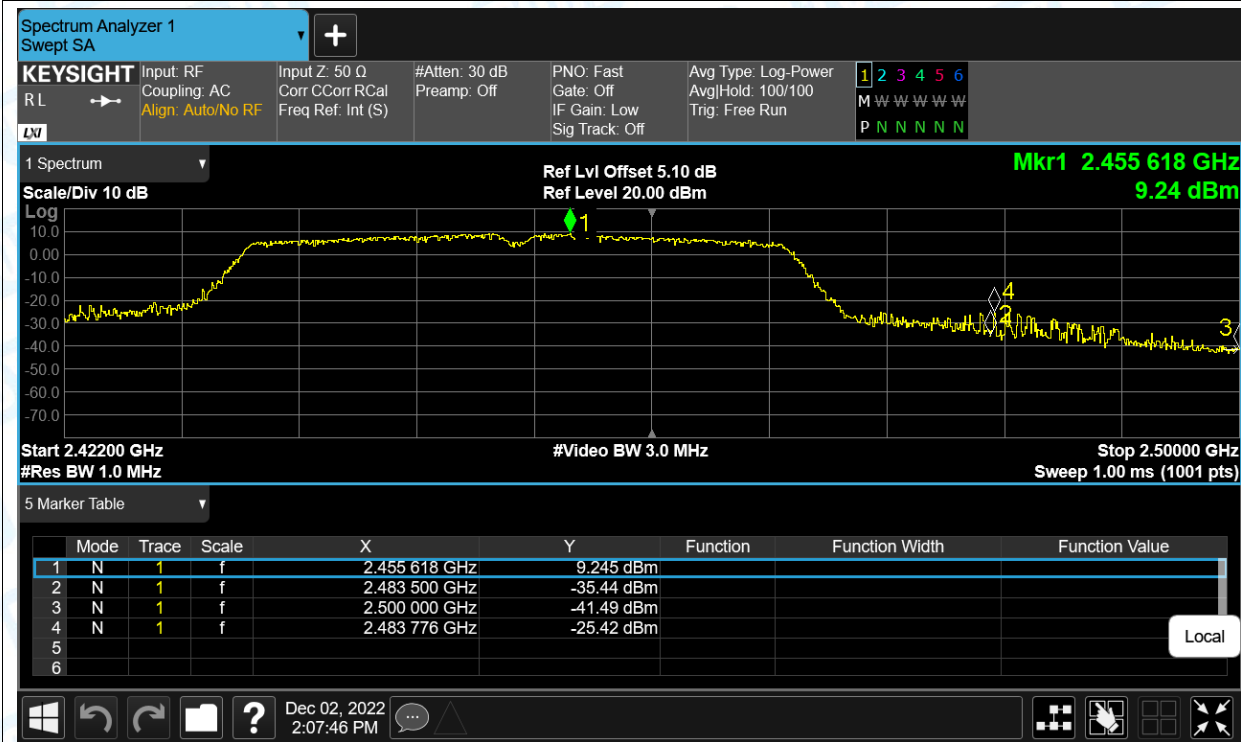 Spectrum Analyzer 1
Swept SA
KEYSIGHT
R L
LXI
Input: RF
Coupling: AC
Align: Auto/No RF
Input Z: 50 Ω
Corr CCorr RCal
Freq Ref: Int (S)
#Atten: 30 dB
Preamp: Off
PNO: Fast
Gate: Off
IF Gain: Low
Sig Track: Off
Avg Type: Log-Power
Avg|Hold: 100/100
Trig: Free Run
1 2 3 4 5 6
M W W W W W
P N N N N N
1 Spectrum
Scale/Div 10 dB
Ref Lvl Offset 5.10 dB
Ref Level 20.00 dBm
Mkr1 2.455 618 GHz
9.24 dBm
Log
10.0
0.00
-10.0
-20.0
-30.0
-40.0
-50.0
-60.0
-70.0
1
4
2
3
Start 2.42200 GHz
#Video BW 3.0 MHz
Stop 2.50000 GHz
#Res BW 1.0 MHz
Sweep 1.00 ms (1001 pts)
5 Marker Table
Mode Trace Scale X Y Function Function Width Function Value
1 N 1 f 2.455 618 GHz 9.245 dBm
2 N 1 f 2.483 500 GHz -35.44 dBm
3 N 1 f 2.500 000 GHz -41.49 dBm
4 N 1 f 2.483 776 GHz -25.42 dBm
5
6
Local
?
Dec 02, 2022
2:07:46 PM